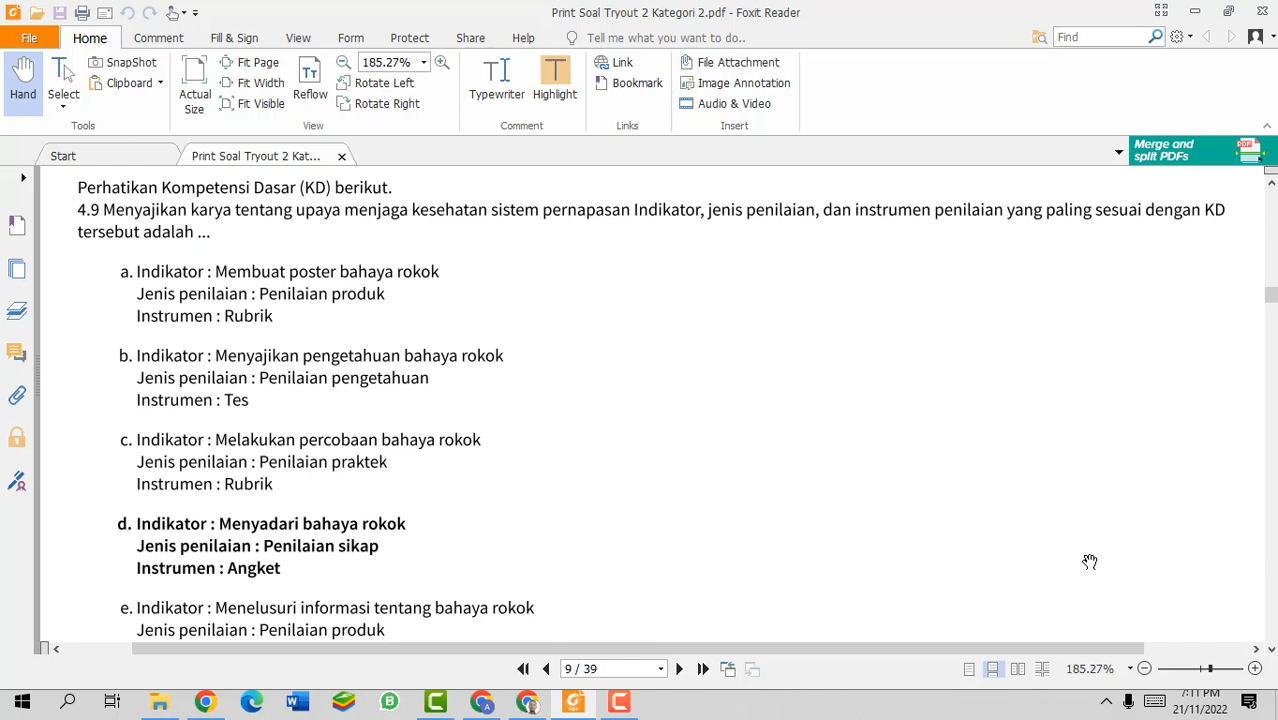 Print Soal Tryout 2 Kategori 2.pdf - Foxit Reader
File Home Comment Fill & Sign View Form Protect Share Help Tell me what you want to do.. Find
Hand Select SnapShot Clipboard Actual Size Fit Page Fit Width Fit Visible Reflow 185.27% Rotate Left Rotate Right Typewriter Highlight Link Bookmark File Attachment Image Annotation Audio & Video
Tools View Comment Links Insert
Start Print Soal Tryout 2 Kat... Merge and split PDFs PDF
Perhatikan Kompetensi Dasar (KD) berikut.
4.9 Menyajikan karya tentang upaya menjaga kesehatan sistem pernapasan Indikator, jenis penilaian, dan instrumen penilaian yang paling sesuai dengan KD
tersebut adalah ...
a. Indikator : Membuat poster bahaya rokok
Jenis penilaian : Penilaian produk
Instrumen : Rubrik
b. Indikator : Menyajikan pengetahuan bahaya rokok
Jenis penilaian : Penilaian pengetahuan
Instrumen : Tes
c. Indikator : Melakukan percobaan bahaya rokok
Jenis penilaian : Penilaian praktek
Instrumen : Rubrik
d. Indikator : Menyadari bahaya rokok
Jenis penilaian : Penilaian sikap
Instrumen : Angket
e. Indikator : Menelusuri informasi tentang bahaya rokok
Jenis penilaian : Penilaian produk
9 / 39 185.27%
7:11 PM
21/11/2022